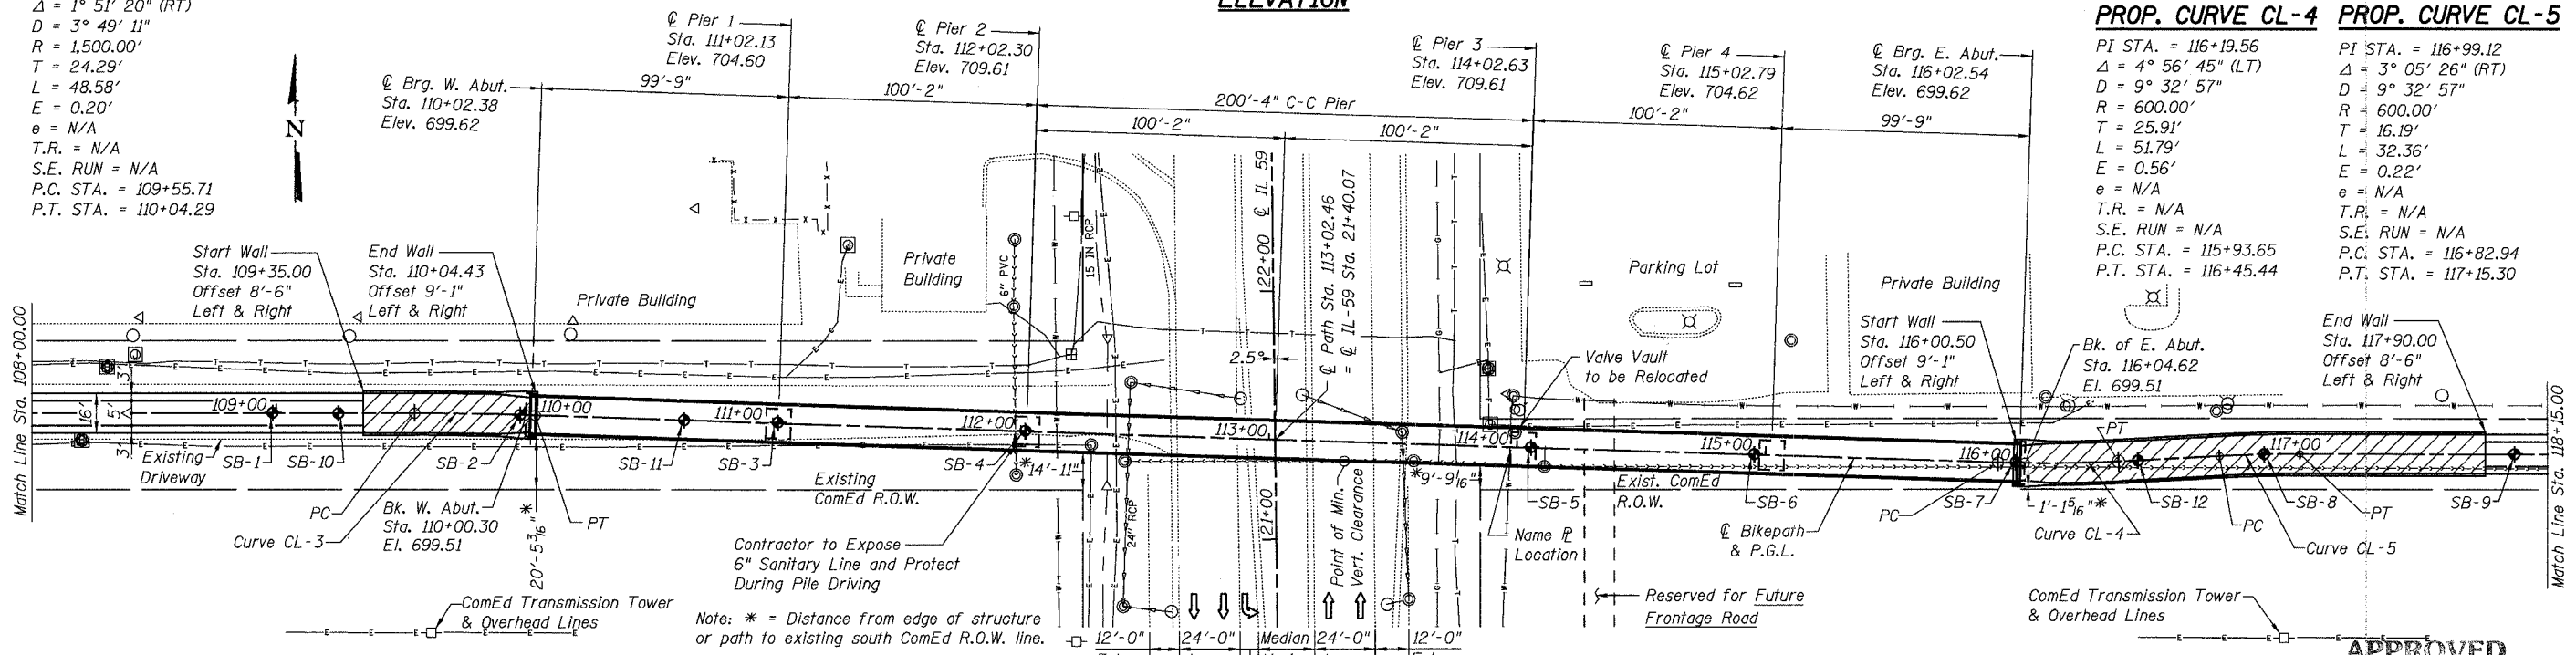 ELEVATION
Δ = 1° 51' 20" (RT)
D = 3° 49' 11"
R = 1,500.00'
T = 24.29'
L = 48.58'
E = 0.20'
e = N/A
T.R. = N/A
S.E. RUN = N/A
P.C. STA. = 109+55.71
P.T. STA. = 110+04.29
N
℄ Brg. W. Abut.
Sta. 110+02.38
Elev. 699.62
℄ Pier 1
Sta. 111+02.13
Elev. 704.60
℄ Pier 2
Sta. 112+02.30
Elev. 709.61
℄ Pier 3
Sta. 114+02.63
Elev. 709.61
℄ Pier 4
Sta. 115+02.79
Elev. 704.62
℄ Brg. E. Abut.
Sta. 116+02.54
Elev. 699.62
99'-9"
100'-2"
200'-4" C-C Pier
100'-2"
100'-2"
100'-2"
99'-9"
PROP. CURVE CL-4
PI STA. = 116+19.56
Δ = 4° 56' 45" (LT)
D = 9° 32' 57"
R = 600.00'
T = 25.91'
L = 51.79'
E = 0.56'
e = N/A
T.R. = N/A
S.E. RUN = N/A
P.C. STA. = 115+93.65
P.T. STA. = 116+45.44
PROP. CURVE CL-5
PI STA. = 116+99.12
Δ = 3° 05' 26" (RT)
D = 9° 32' 57"
R = 600.00'
T = 16.19'
L = 32.36'
E = 0.22'
e = N/A
T.R. = N/A
S.E. RUN = N/A
P.C. STA. = 116+82.94
P.T. STA. = 117+15.30
Start Wall
Sta. 109+35.00
Offset 8'-6"
Left & Right
End Wall
Sta. 110+04.43
Offset 9'-1"
Left & Right
Private Building
Private
Building
6" PVC
15 IN RCP
122+00 ℄ IL 59
℄ Path Sta. 113+02.46
= ℄ IL-59 Sta. 21+40.07
2.5°
Parking Lot
Valve Vault
to be Relocated
Private Building
Start Wall
Sta. 116+00.50
Offset 9'-1"
Left & Right
Bk. of E. Abut.
Sta. 116+04.62
El. 699.51
End Wall
Sta. 117+90.00
Offset 8'-6"
Left & Right
Match Line Sta. 108+00.00
Match Line Sta. 118+15.00
3'
16'
5'
3'
109+00
110+00
111+00
112+00
113+00
114+00
115+00
116+00
117+00
PT
Existing
Driveway
SB-1
SB-10
SB-2
SB-11
SB-3
SB-4
*14'-11"
*9'-9 9/16"
SB-5
SB-6
SB-7
1'-1 5/16"*
SB-12
SB-8
SB-9
PC
Curve CL-3
Bk. W. Abut.
Sta. 110+00.30
El. 699.51
*
20'-5 3/16"
PT
Existing
ComEd R.O.W.
Contractor to Expose
6" Sanitary Line and Protect
During Pile Driving
24" RCP
121+00
Point of Min.
Vert. Clearance
Name ℄
Location
Exist. ComEd
R.O.W.
℄ Bikepath
& P.G.L.
PC
Curve CL-4
PC
PT
Curve CL-5
Reserved for Future
Frontage Road
ComEd Transmission Tower
& Overhead Lines
Note: * = Distance from edge of structure
or path to existing south ComEd R.O.W. line.
12'-0"
24'-0"
Median
24'-0"
12'-0"
ComEd Transmission Tower
& Overhead Lines
APPROVED